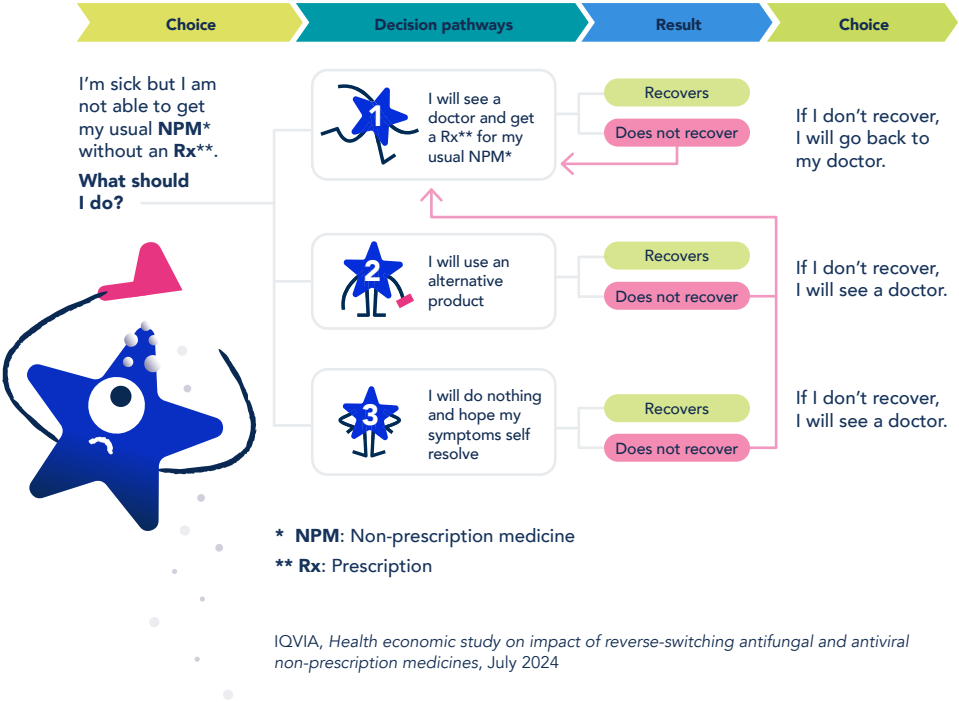 Choice
Decision pathways
Result
Choice
I'm sick but I am
not able to get
my usual NPM*
without an Rx**.
What should
I do?
1
I will see a
doctor and get
a Rx** for my
usual NPM*
Recovers
Does not recover
If I don't recover,
I will go back to
my doctor.
2
I will use an
alternative
product
Recovers
Does not recover
If I don't recover,
I will see a doctor.
3
I will do nothing
and hope my
symptoms self
resolve
Recovers
Does not recover
If I don't recover,
I will see a doctor.
* NPM: Non-prescription medicine
** Rx: Prescription
IQVIA, Health economic study on impact of reverse-switching antifungal and antiviral
non-prescription medicines, July 2024